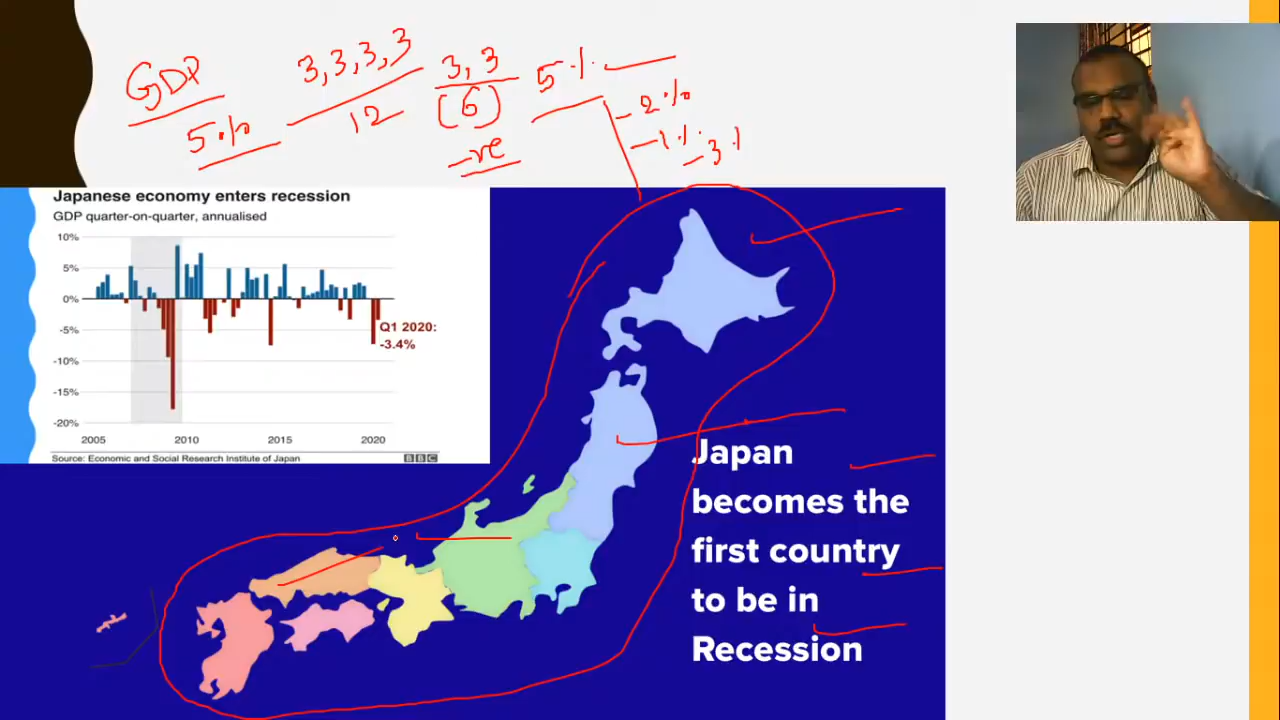 GDP
5%
3,3,3,3
12
3, 3
(6)
-ve
5%
-2%
-1%
-3%
Japanese economy enters recession
GDP quarter-on-quarter, annualised
10%
5%
0%
-5%
-10%
-15%
-20%
Q1 2020:
-3.4%
2005 2010 2015 2020
Source: Economic and Social Research Institute of Japan BBC
Japan
becomes the
first country
to be in
Recession